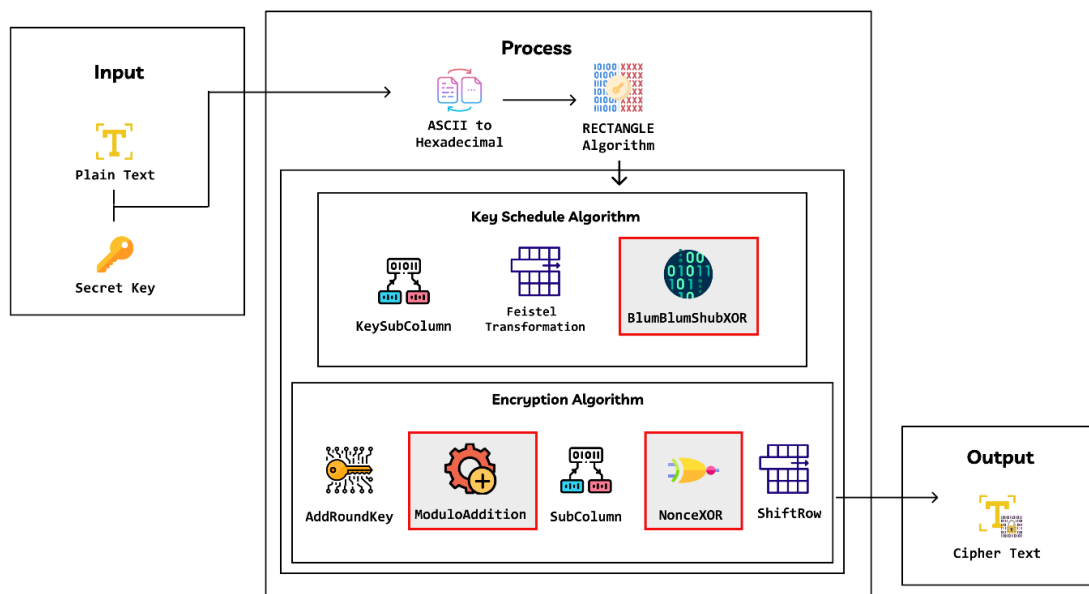 Input
Plain Text
Secret Key
Process
ASCII to
Hexadecimal
RECTANGLE
Algorithm
Key Schedule Algorithm
KeySubColumn
Feistel
Transformation
BlumBlumShubXOR
Encryption Algorithm
AddRoundKey
ModuloAddition
SubColumn
NonceXOR
ShiftRow
Output
Cipher Text